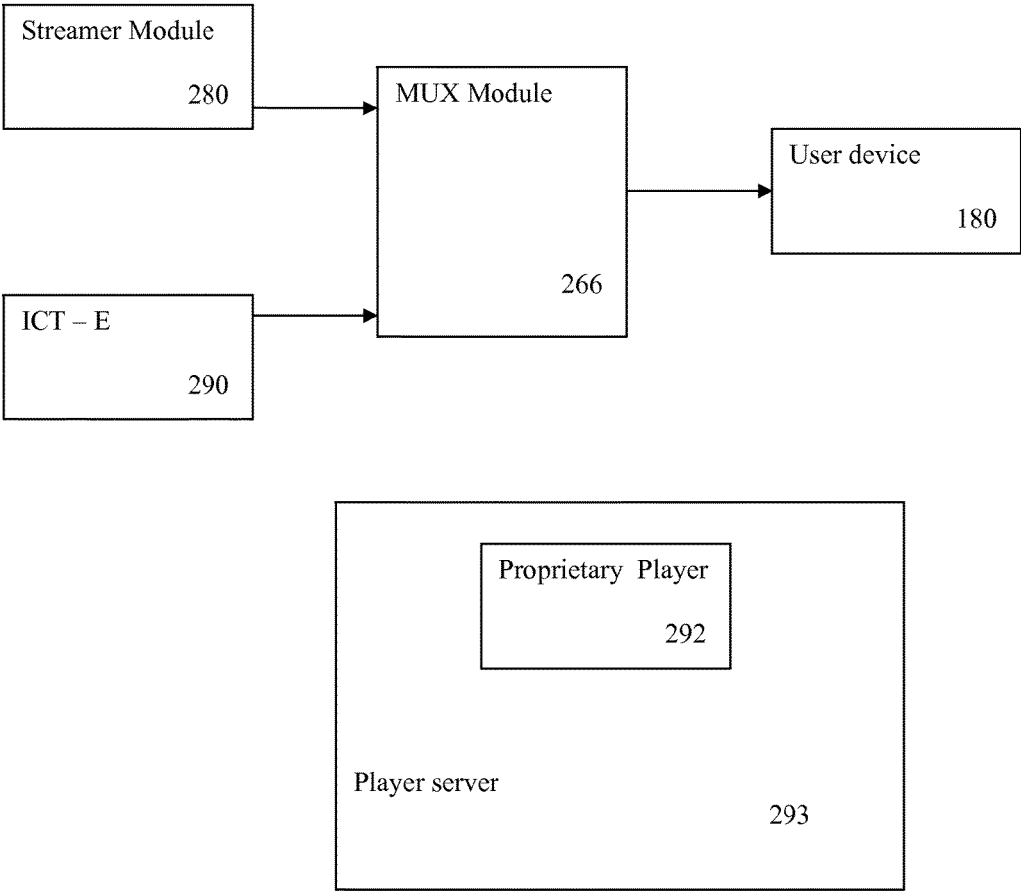 Streamer Module
280
MUX Module
266
User device
180
ICT – E
290
Proprietary Player
292
Player server
293